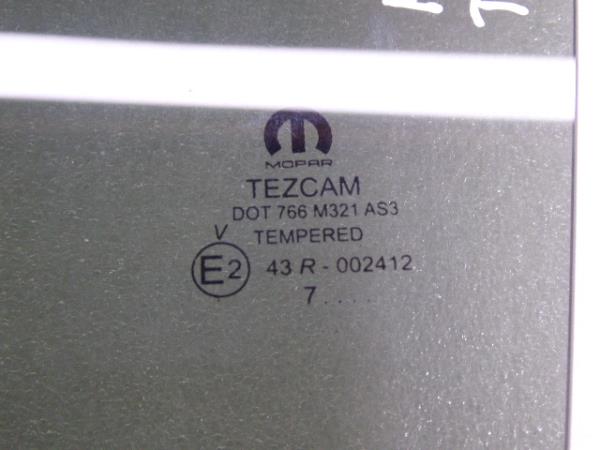 MOPAR
TEZCAM
DOT 766 M321 AS3
V TEMPERED
E2 43 R - 002412
7 . . . .